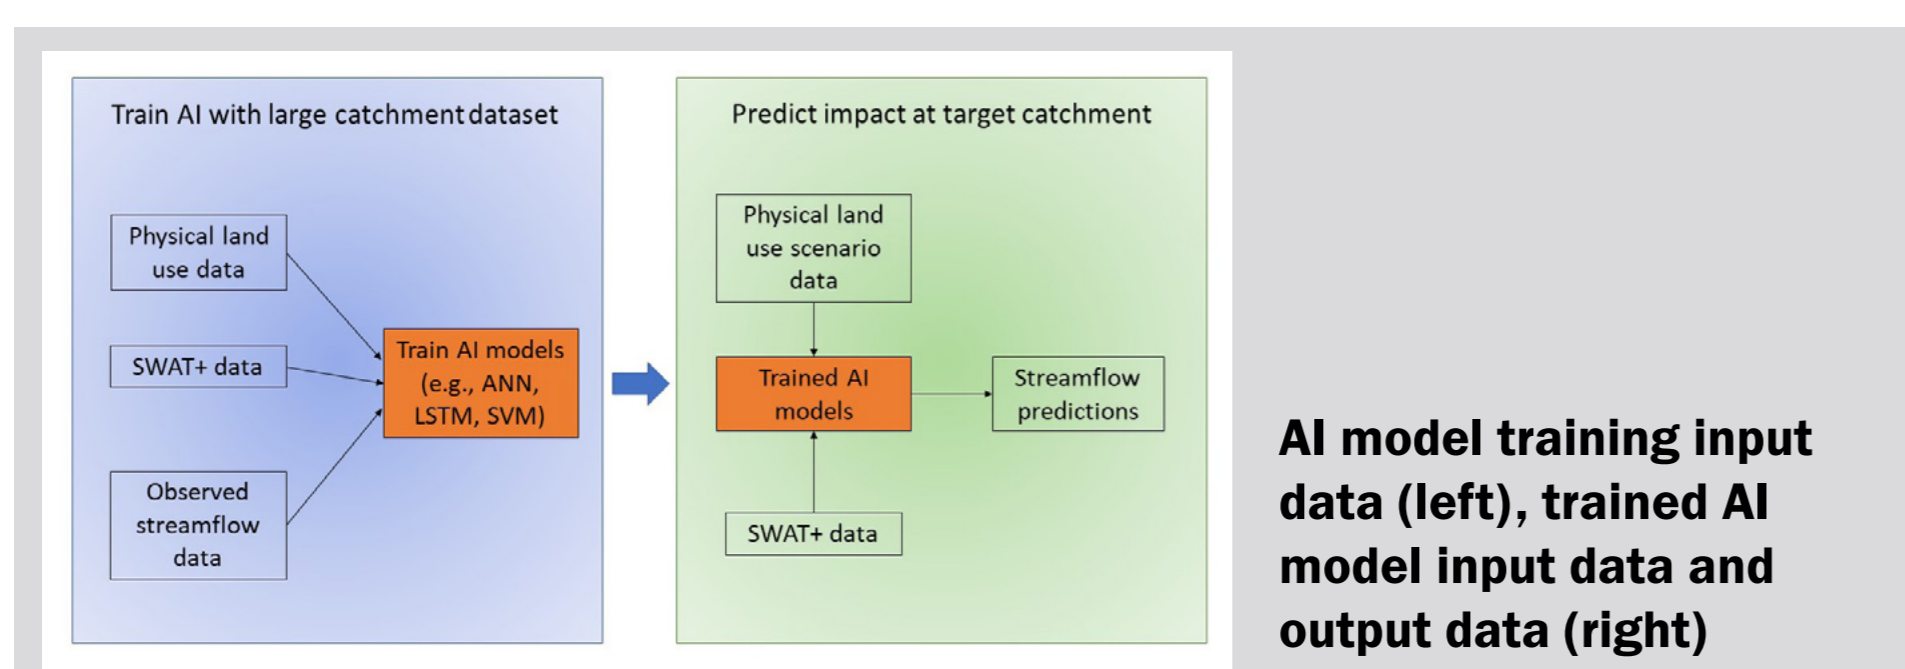 Train AI with large catchment dataset
Physical land
use data
SWAT+ data
Observed
streamflow
data
Train AI models
(e.g., ANN,
LSTM, SVM)
Predict impact at target catchment
Physical land
use scenario
data
Trained AI
models
Streamflow
predictions
SWAT+ data
AI model training input
data (left), trained AI
model input data and
output data (right)